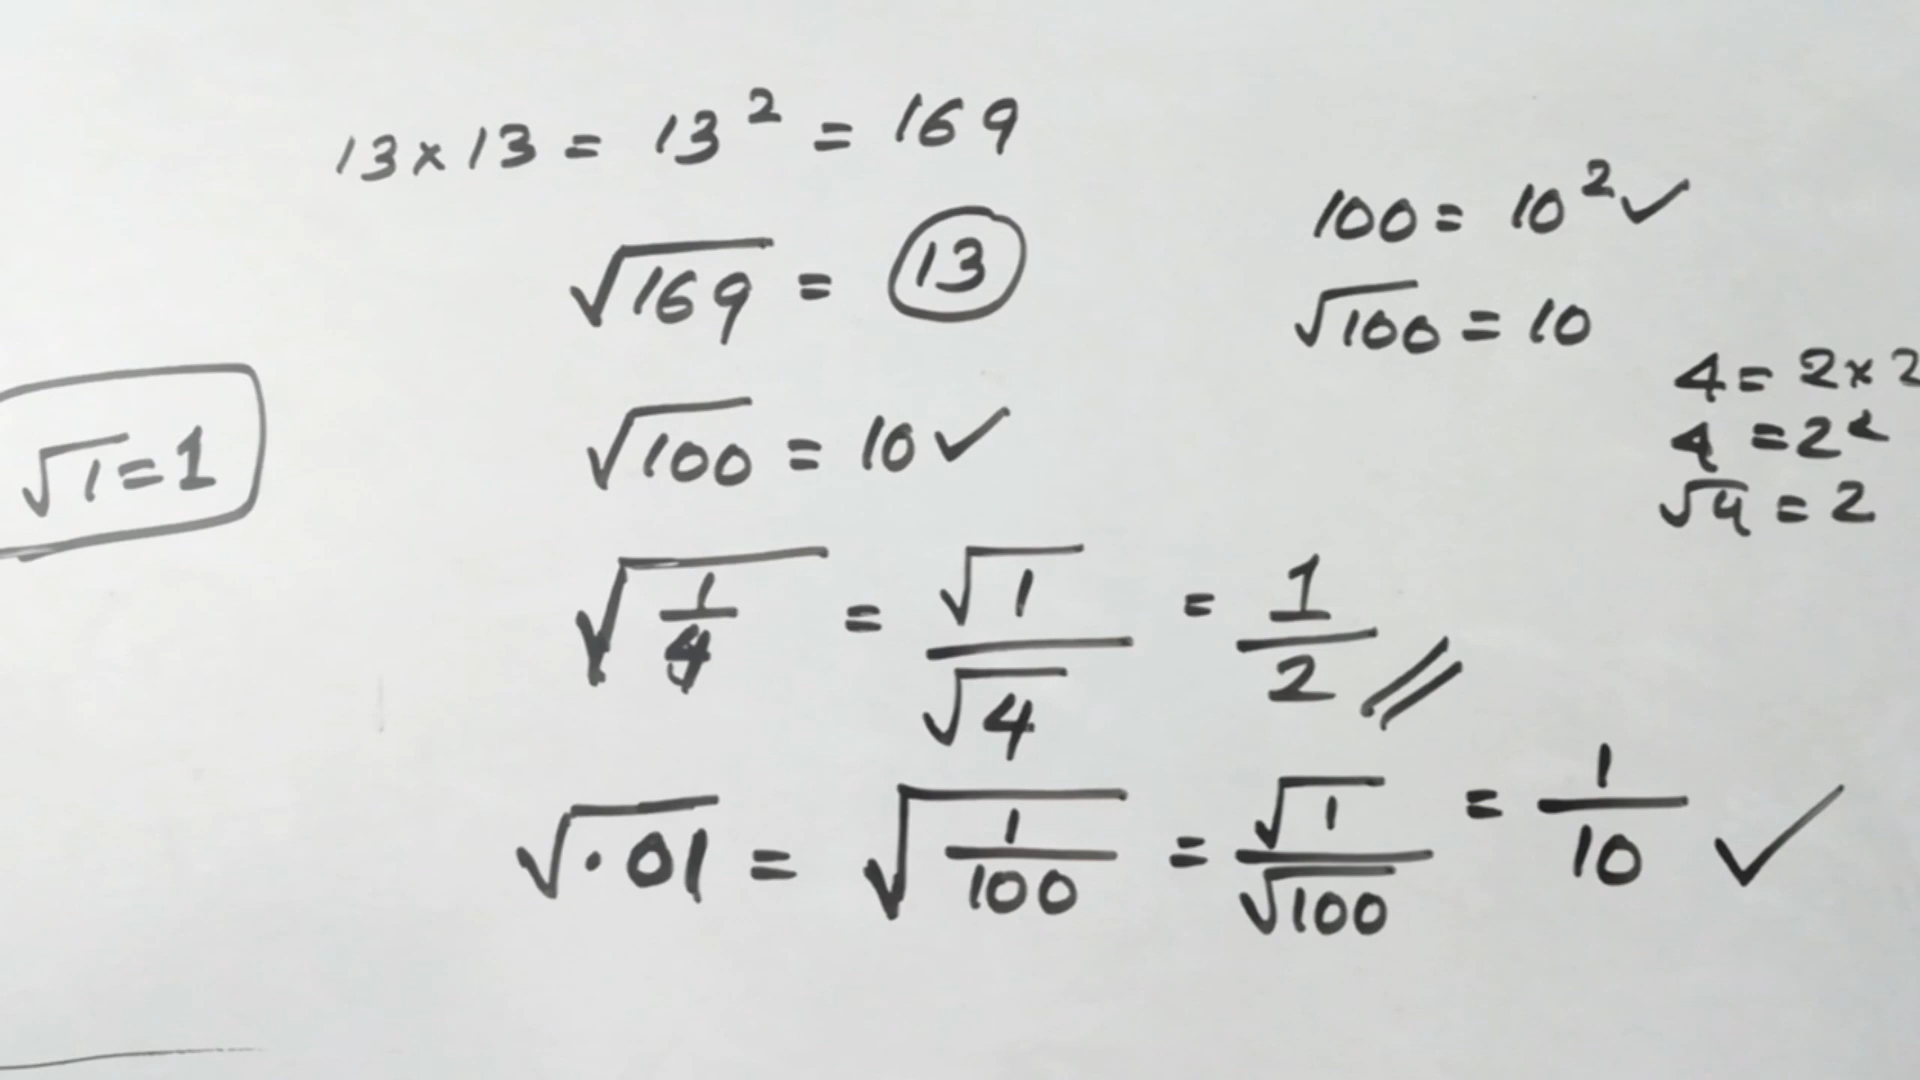 13 × 13 = 13² = 169
√169 = 13
√100 = 10 ✓
√(1/4) = √1/√4 = 1/2 //
√.01 = √(1/100) = √1/√100 = 1/10 ✓
√1 = 1
100 = 10² ✓
√100 = 10
4 = 2 × 2
4 = 2²
√4 = 2